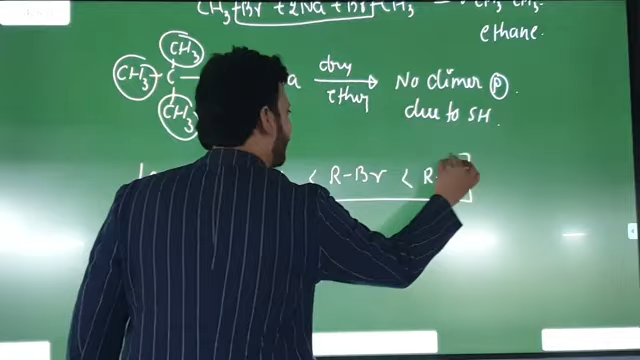 CH3 + Br + 2Na + Br + CH3 → CH3 CH3
ethane.
CH3
CH3 - C - a dry No dimer P.
ether due to SH.
CH3
< R-Br < R-